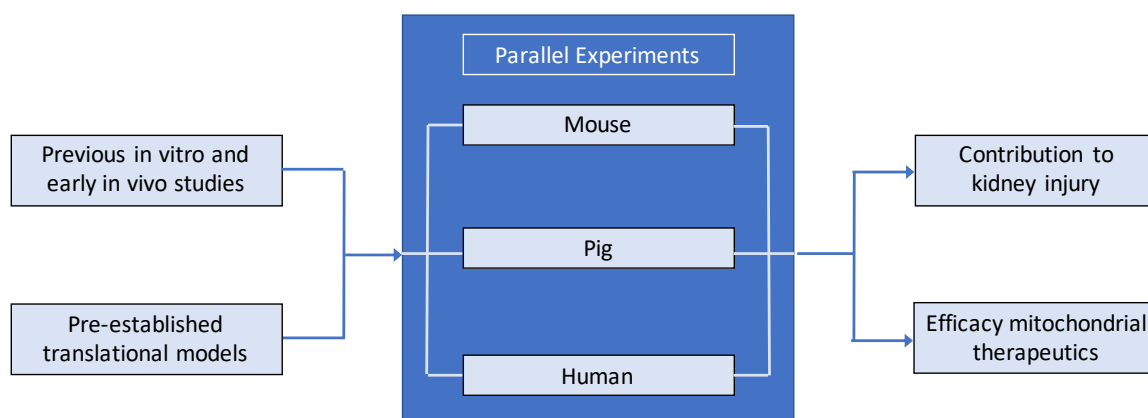 Parallel Experiments
Mouse
Previous in vitro and
early in vivo studies
Contribution to
kidney injury
Pig
Pre-established
translational models
Efficacy mitochondrial
therapeutics
Human